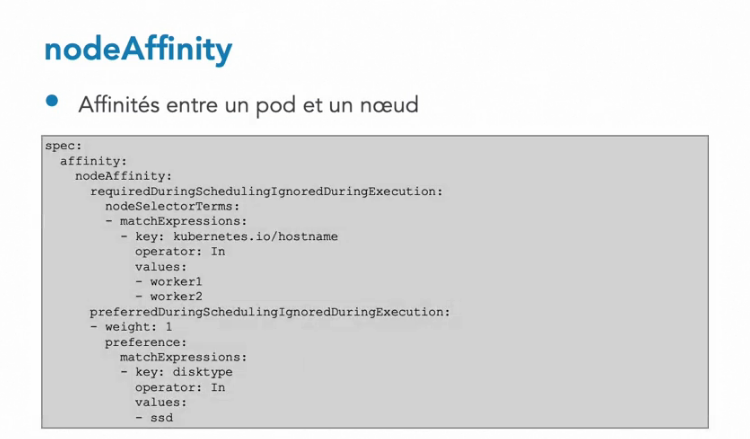 nodeAffinity
• Affinités entre un pod et un nœud
spec:
  affinity:
    nodeAffinity:
      requiredDuringSchedulingIgnoredDuringExecution:
        nodeSelectorTerms:
        - matchExpressions:
          - key: kubernetes.io/hostname
            operator: In
            values:
            - worker1
            - worker2
      preferredDuringSchedulingIgnoredDuringExecution:
      - weight: 1
        preference:
          matchExpressions:
          - key: disktype
            operator: In
            values:
            - ssd